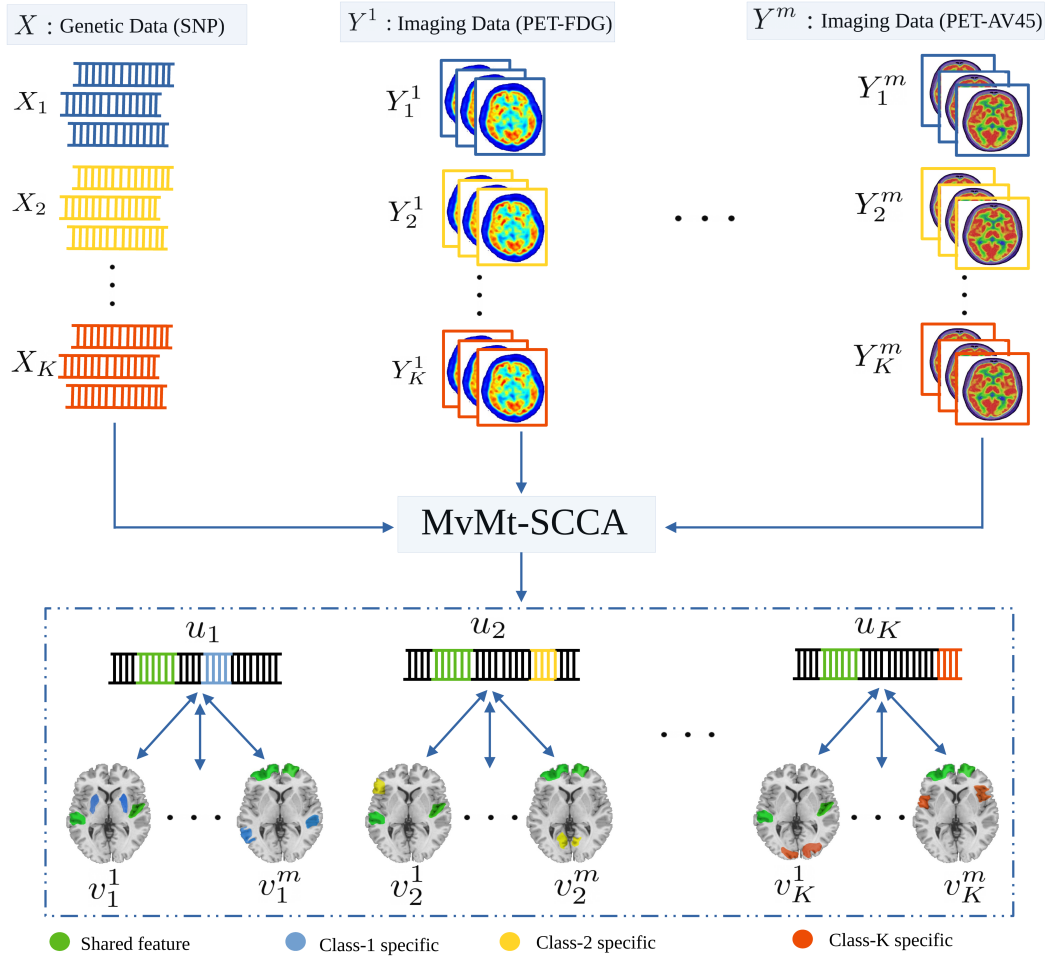 X : Genetic Data (SNP)
Y^1 : Imaging Data (PET-FDG)
Y^m : Imaging Data (PET-AV45)
X_1
Y_1^1
Y_1^m
X_2
Y_2^1
. . .
Y_2^m
X_K
Y_K^1
Y_K^m
MvMt-SCCA
u_1
u_2
u_K
. . .
. . .
. . .
. . .
v_1^1
v_1^m
v_2^1
v_2^m
v_K^1
v_K^m
Shared feature
Class-1 specific
Class-2 specific
Class-K specific